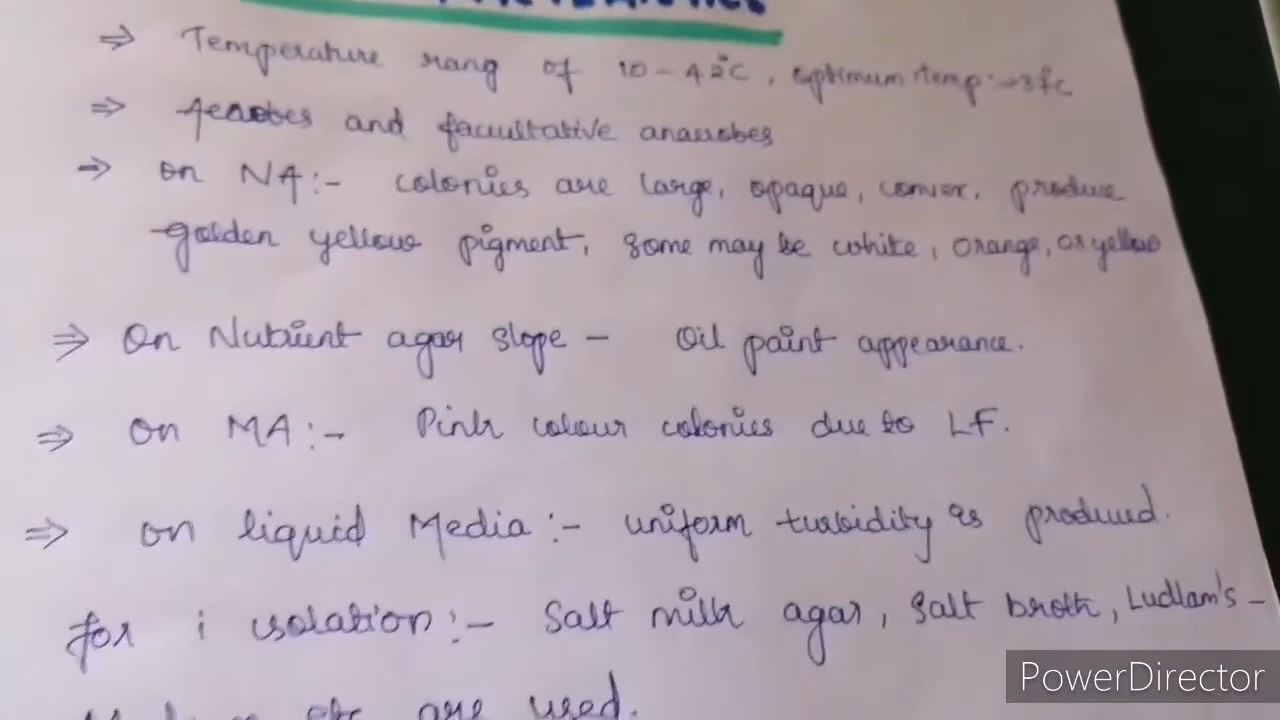 ⇒ Temperature rang of 10-42°C, optimum temp:-37°c
⇒ Aerobes and facultative anaerobes
⇒ on NA:- colonies are large, opaque, convex, produce
golden yellow pigment, some may be white, orange, or yellow
⇒ On Nutrient agar slope - Oil paint appearance.
⇒ on MA:- Pink colour colonies due to LF.
⇒ on liquid Media:- uniform turbidity is produced.
for i isolation:- Salt milk agar, Salt broth, Ludlam's-
etc are used.
PowerDirector